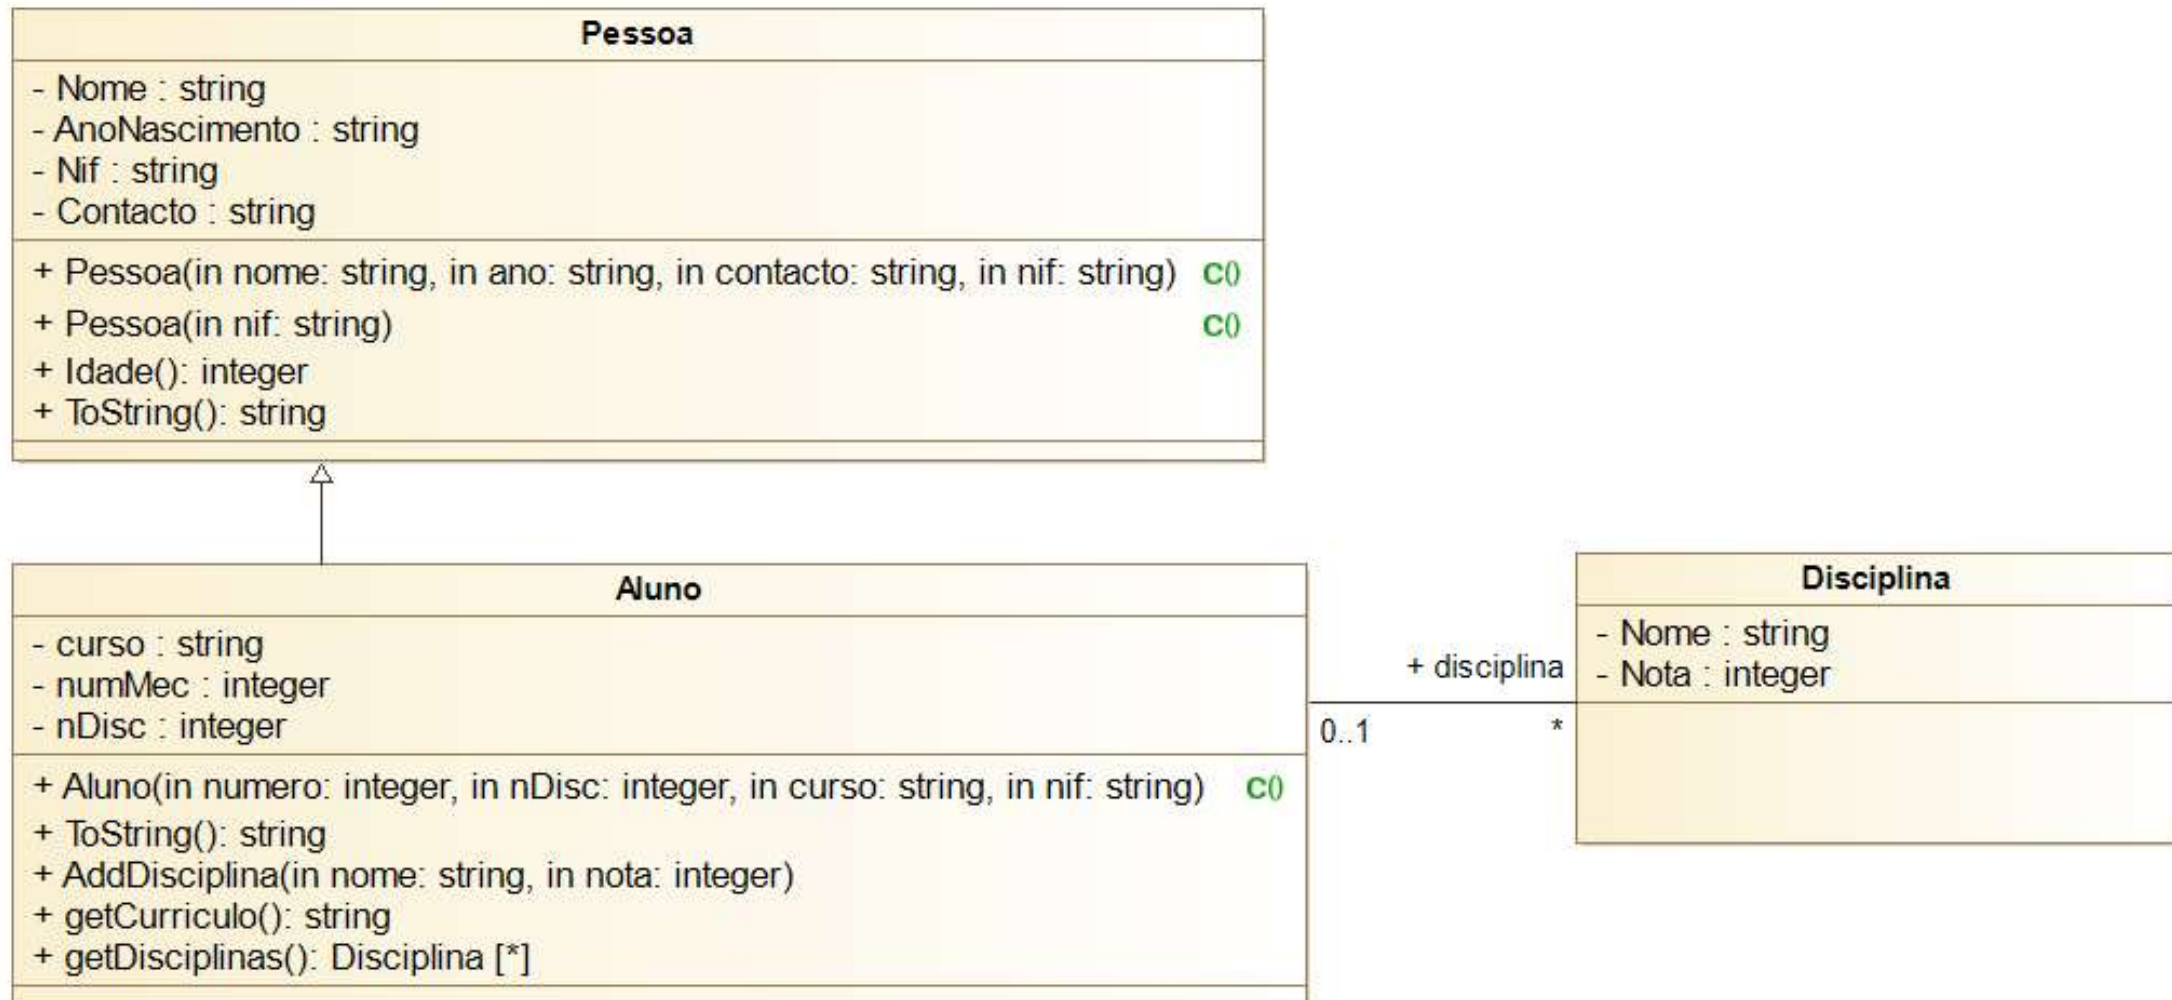 Pessoa
- Nome : string
- AnoNascimento : string
- Nif : string
- Contacto : string
+ Pessoa(in nome: string, in ano: string, in contacto: string, in nif: string) C()
+ Pessoa(in nif: string) C()
+ Idade(): integer
+ ToString(): string
Aluno
- curso : string
- numMec : integer
- nDisc : integer
+ Aluno(in numero: integer, in nDisc: integer, in curso: string, in nif: string) C()
+ ToString(): string
+ AddDisciplina(in nome: string, in nota: integer)
+ getCurriculo(): string
+ getDisciplinas(): Disciplina [*]
+ disciplina
0..1 *
Disciplina
- Nome : string
- Nota : integer